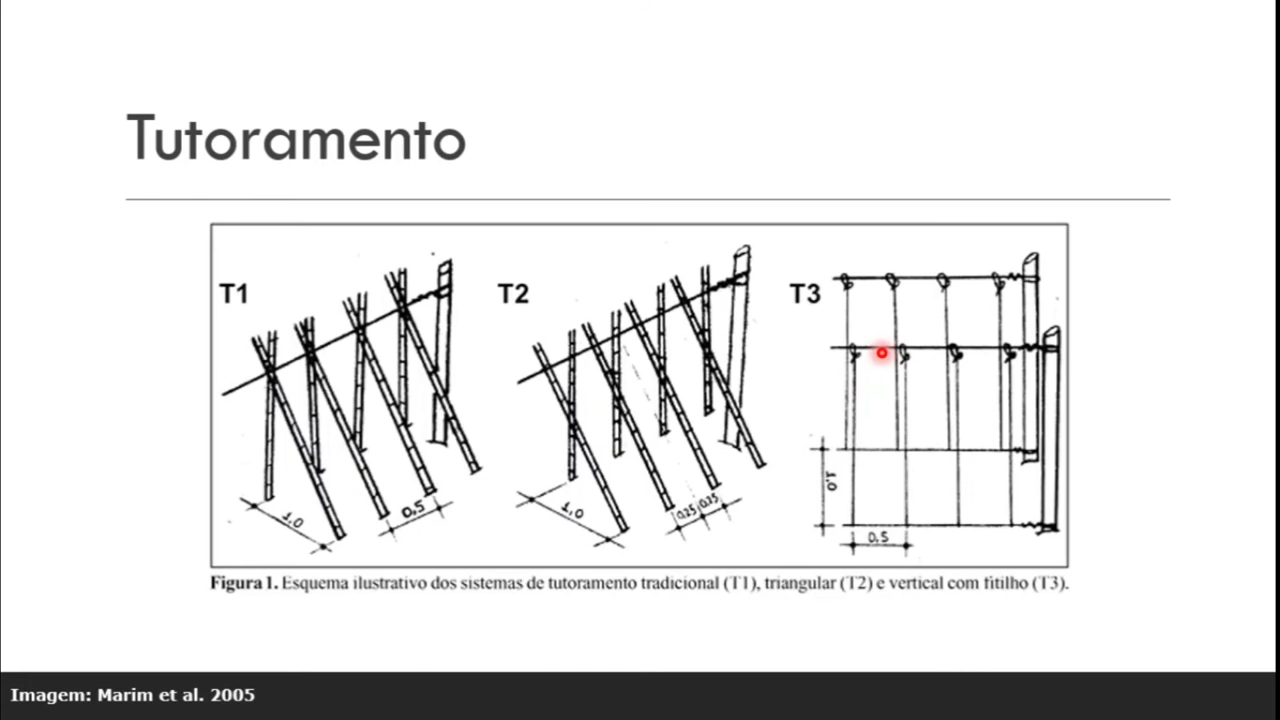 Tutoramento
T1
T2
T3
1,0
0.5
1,0
0.25 0.25
1.0
0.5
Figura 1. Esquema ilustrativo dos sistemas de tutoramento tradicional (T1), triangular (T2) e vertical com fitilho (T3).
Imagem: Marim et al. 2005